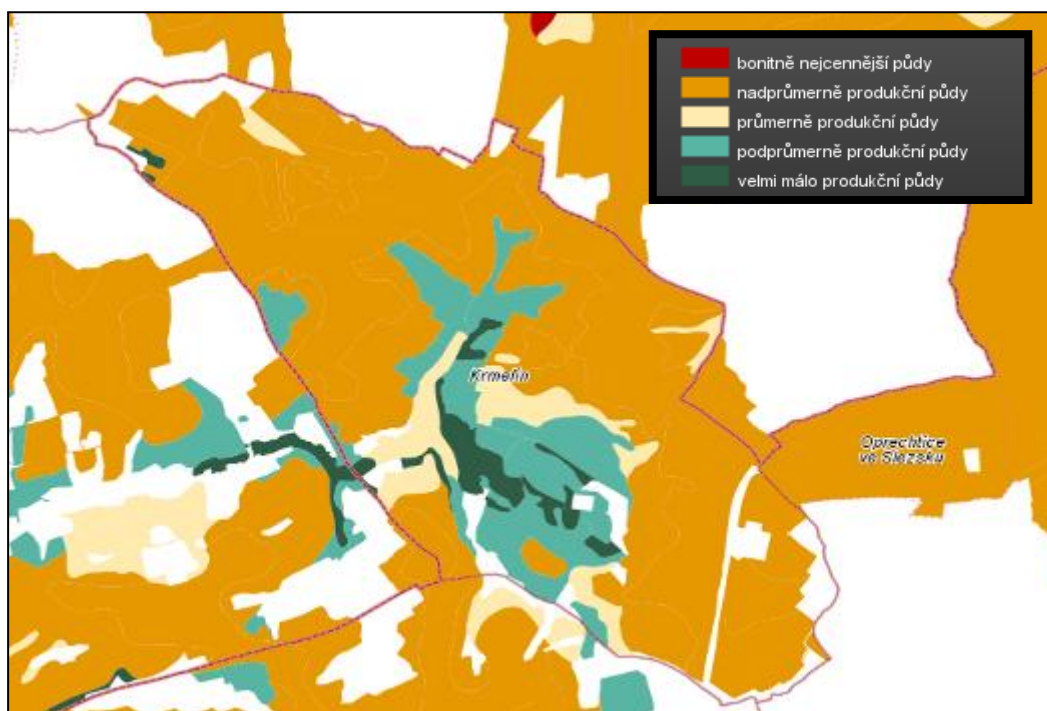 bonitně nejcennější půdy
nadprůmerně produkční půdy
průmerně produkční půdy
podprůmerně produkční půdy
velmi málo produkční půdy
Krmelín
Oprechtice
ve Slezsku